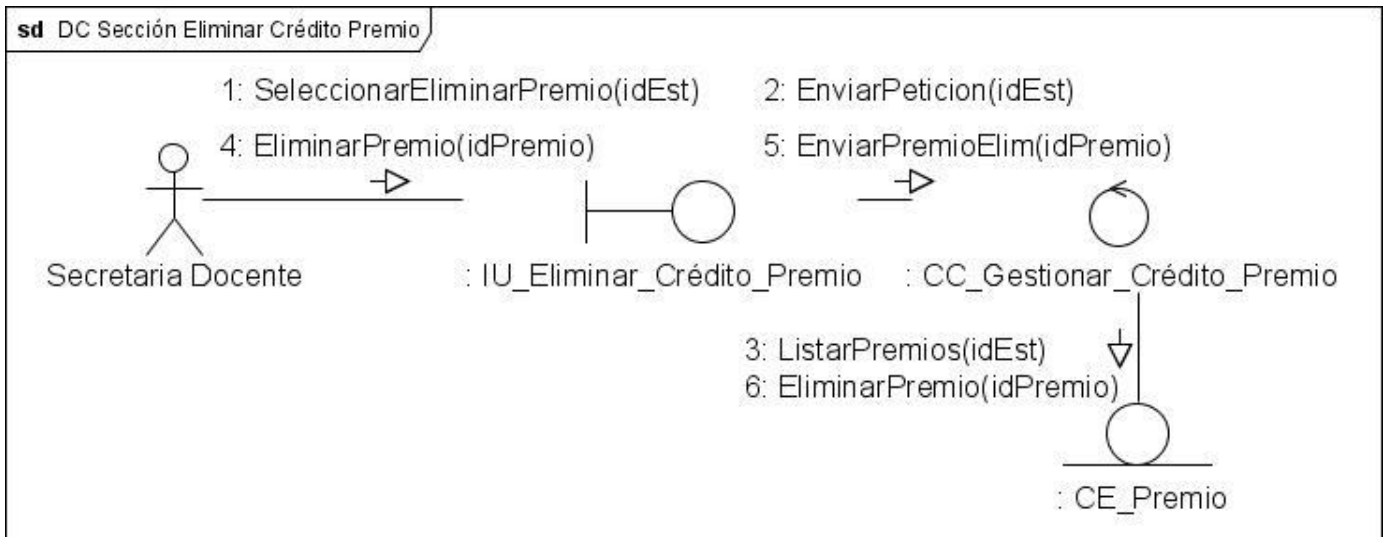 sd DC Sección Eliminar Crédito Premio
1: SeleccionarEliminarPremio(idEst)
4: EliminarPremio(idPremio)
2: EnviarPeticion(idEst)
5: EnviarPremioElim(idPremio)
Secretaria Docente
: IU_Eliminar_Crédito_Premio
: CC_Gestionar_Crédito_Premio
3: ListarPremios(idEst)
6: EliminarPremio(idPremio)
: CE_Premio